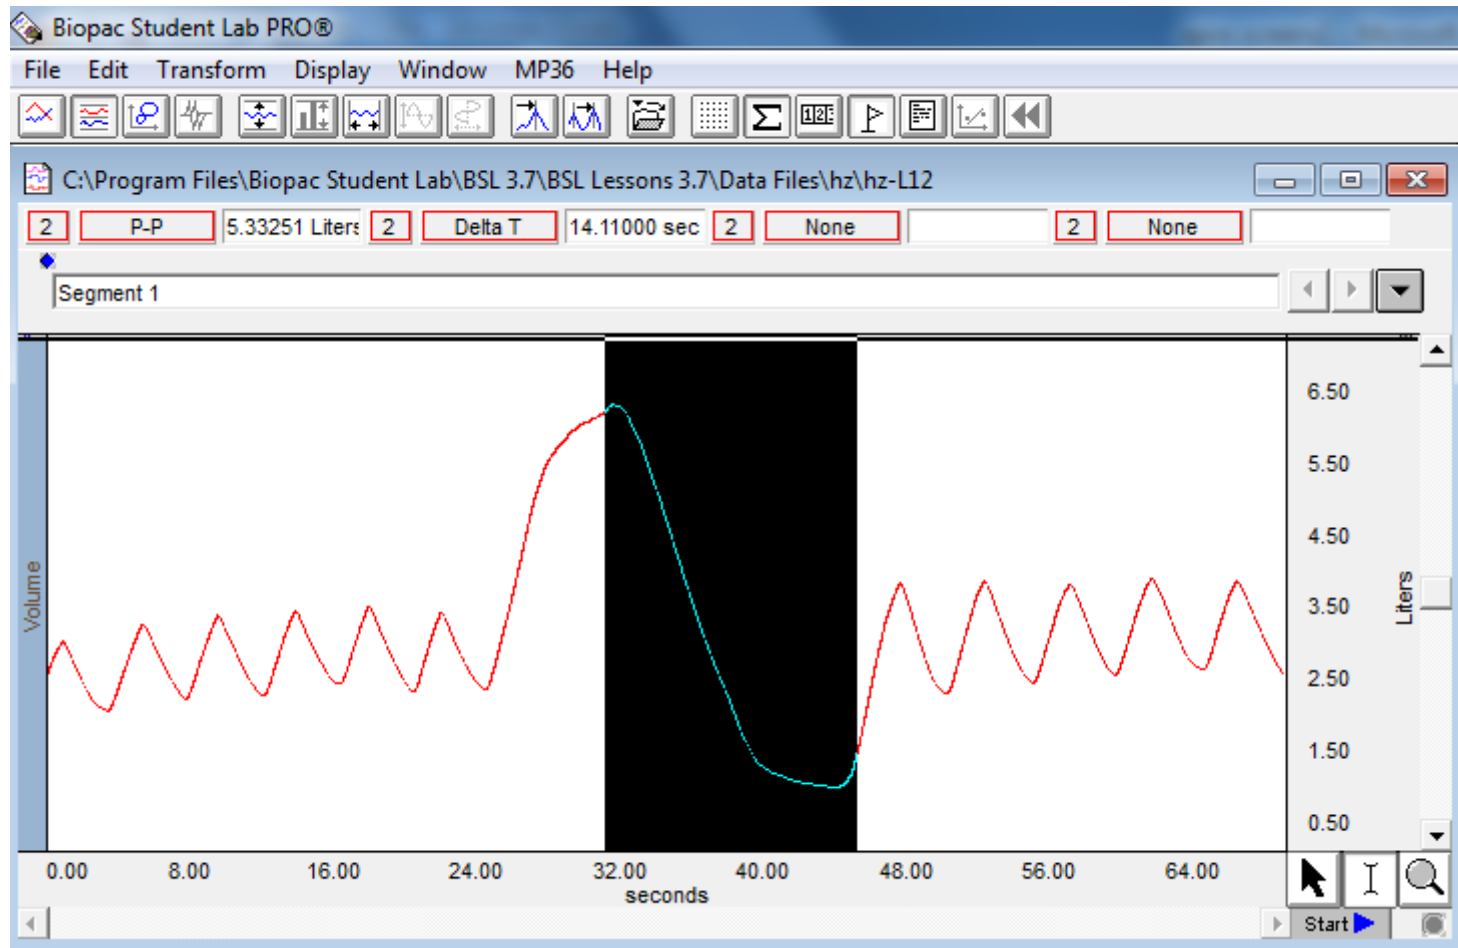 Biopac Student Lab PRO®
File Edit Transform Display Window MP36 Help
C:\Program Files\Biopac Student Lab\BSL 3.7\BSL Lessons 3.7\Data Files\hz\hz-L12
2 P-P 5.33251 Liters 2 Delta T 14.11000 sec 2 None 2 None
Segment 1
6.50
5.50
4.50
3.50
2.50
1.50
0.50
Volume
Liters
0.00 8.00 16.00 24.00 32.00 40.00 48.00 56.00 64.00
seconds
Start